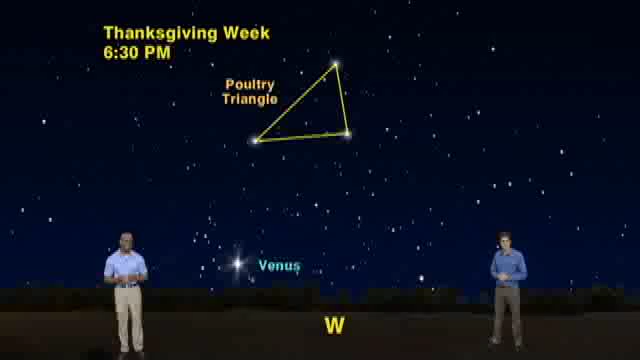 Thanksgiving Week
6:30 PM
Poultry
Triangle
Venus
W